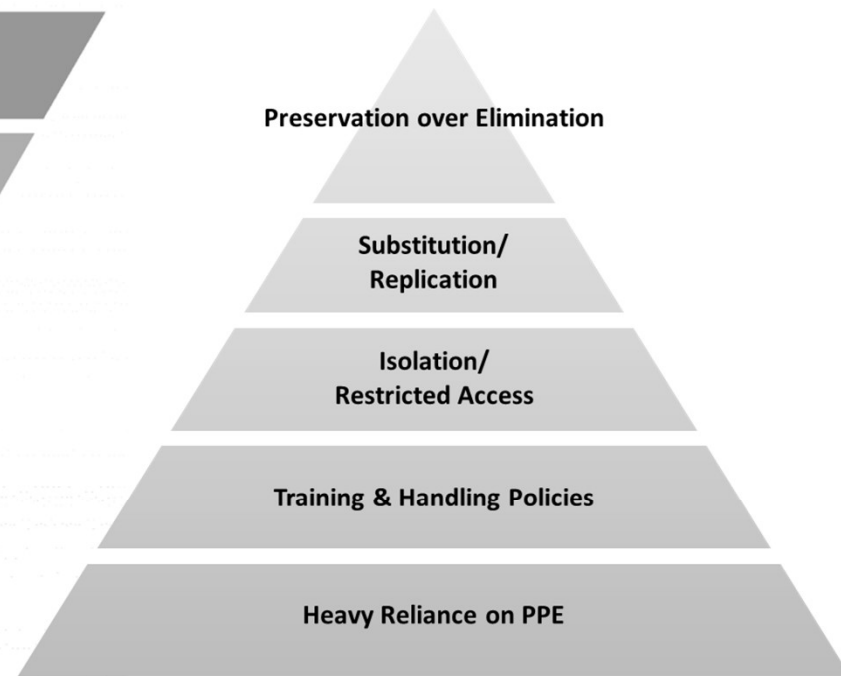 Preservation over Elimination
Substitution/
Replication
Isolation/
Restricted Access
Training & Handling Policies
Heavy Reliance on PPE